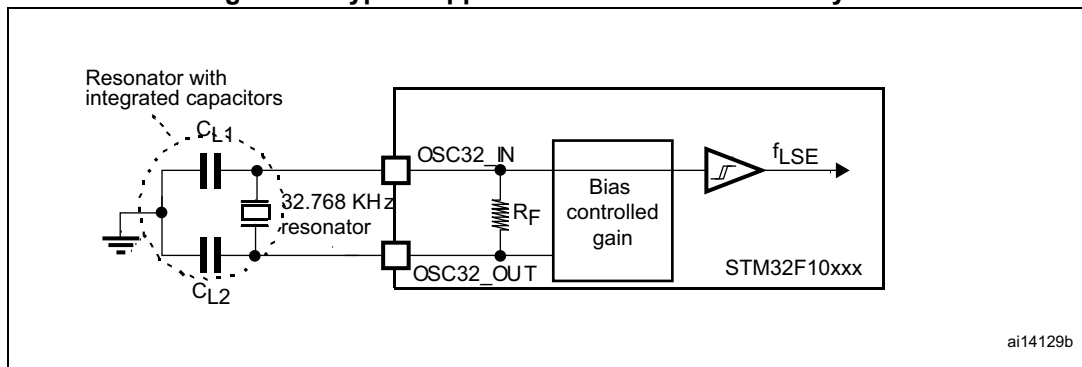 Resonator with
integrated capacitors
CL1
OSC32_IN
fLSE
32.768 KHz
resonator
RF
Bias
controlled
gain
OSC32_OUT
STM32F10xxx
CL2
ai14129b